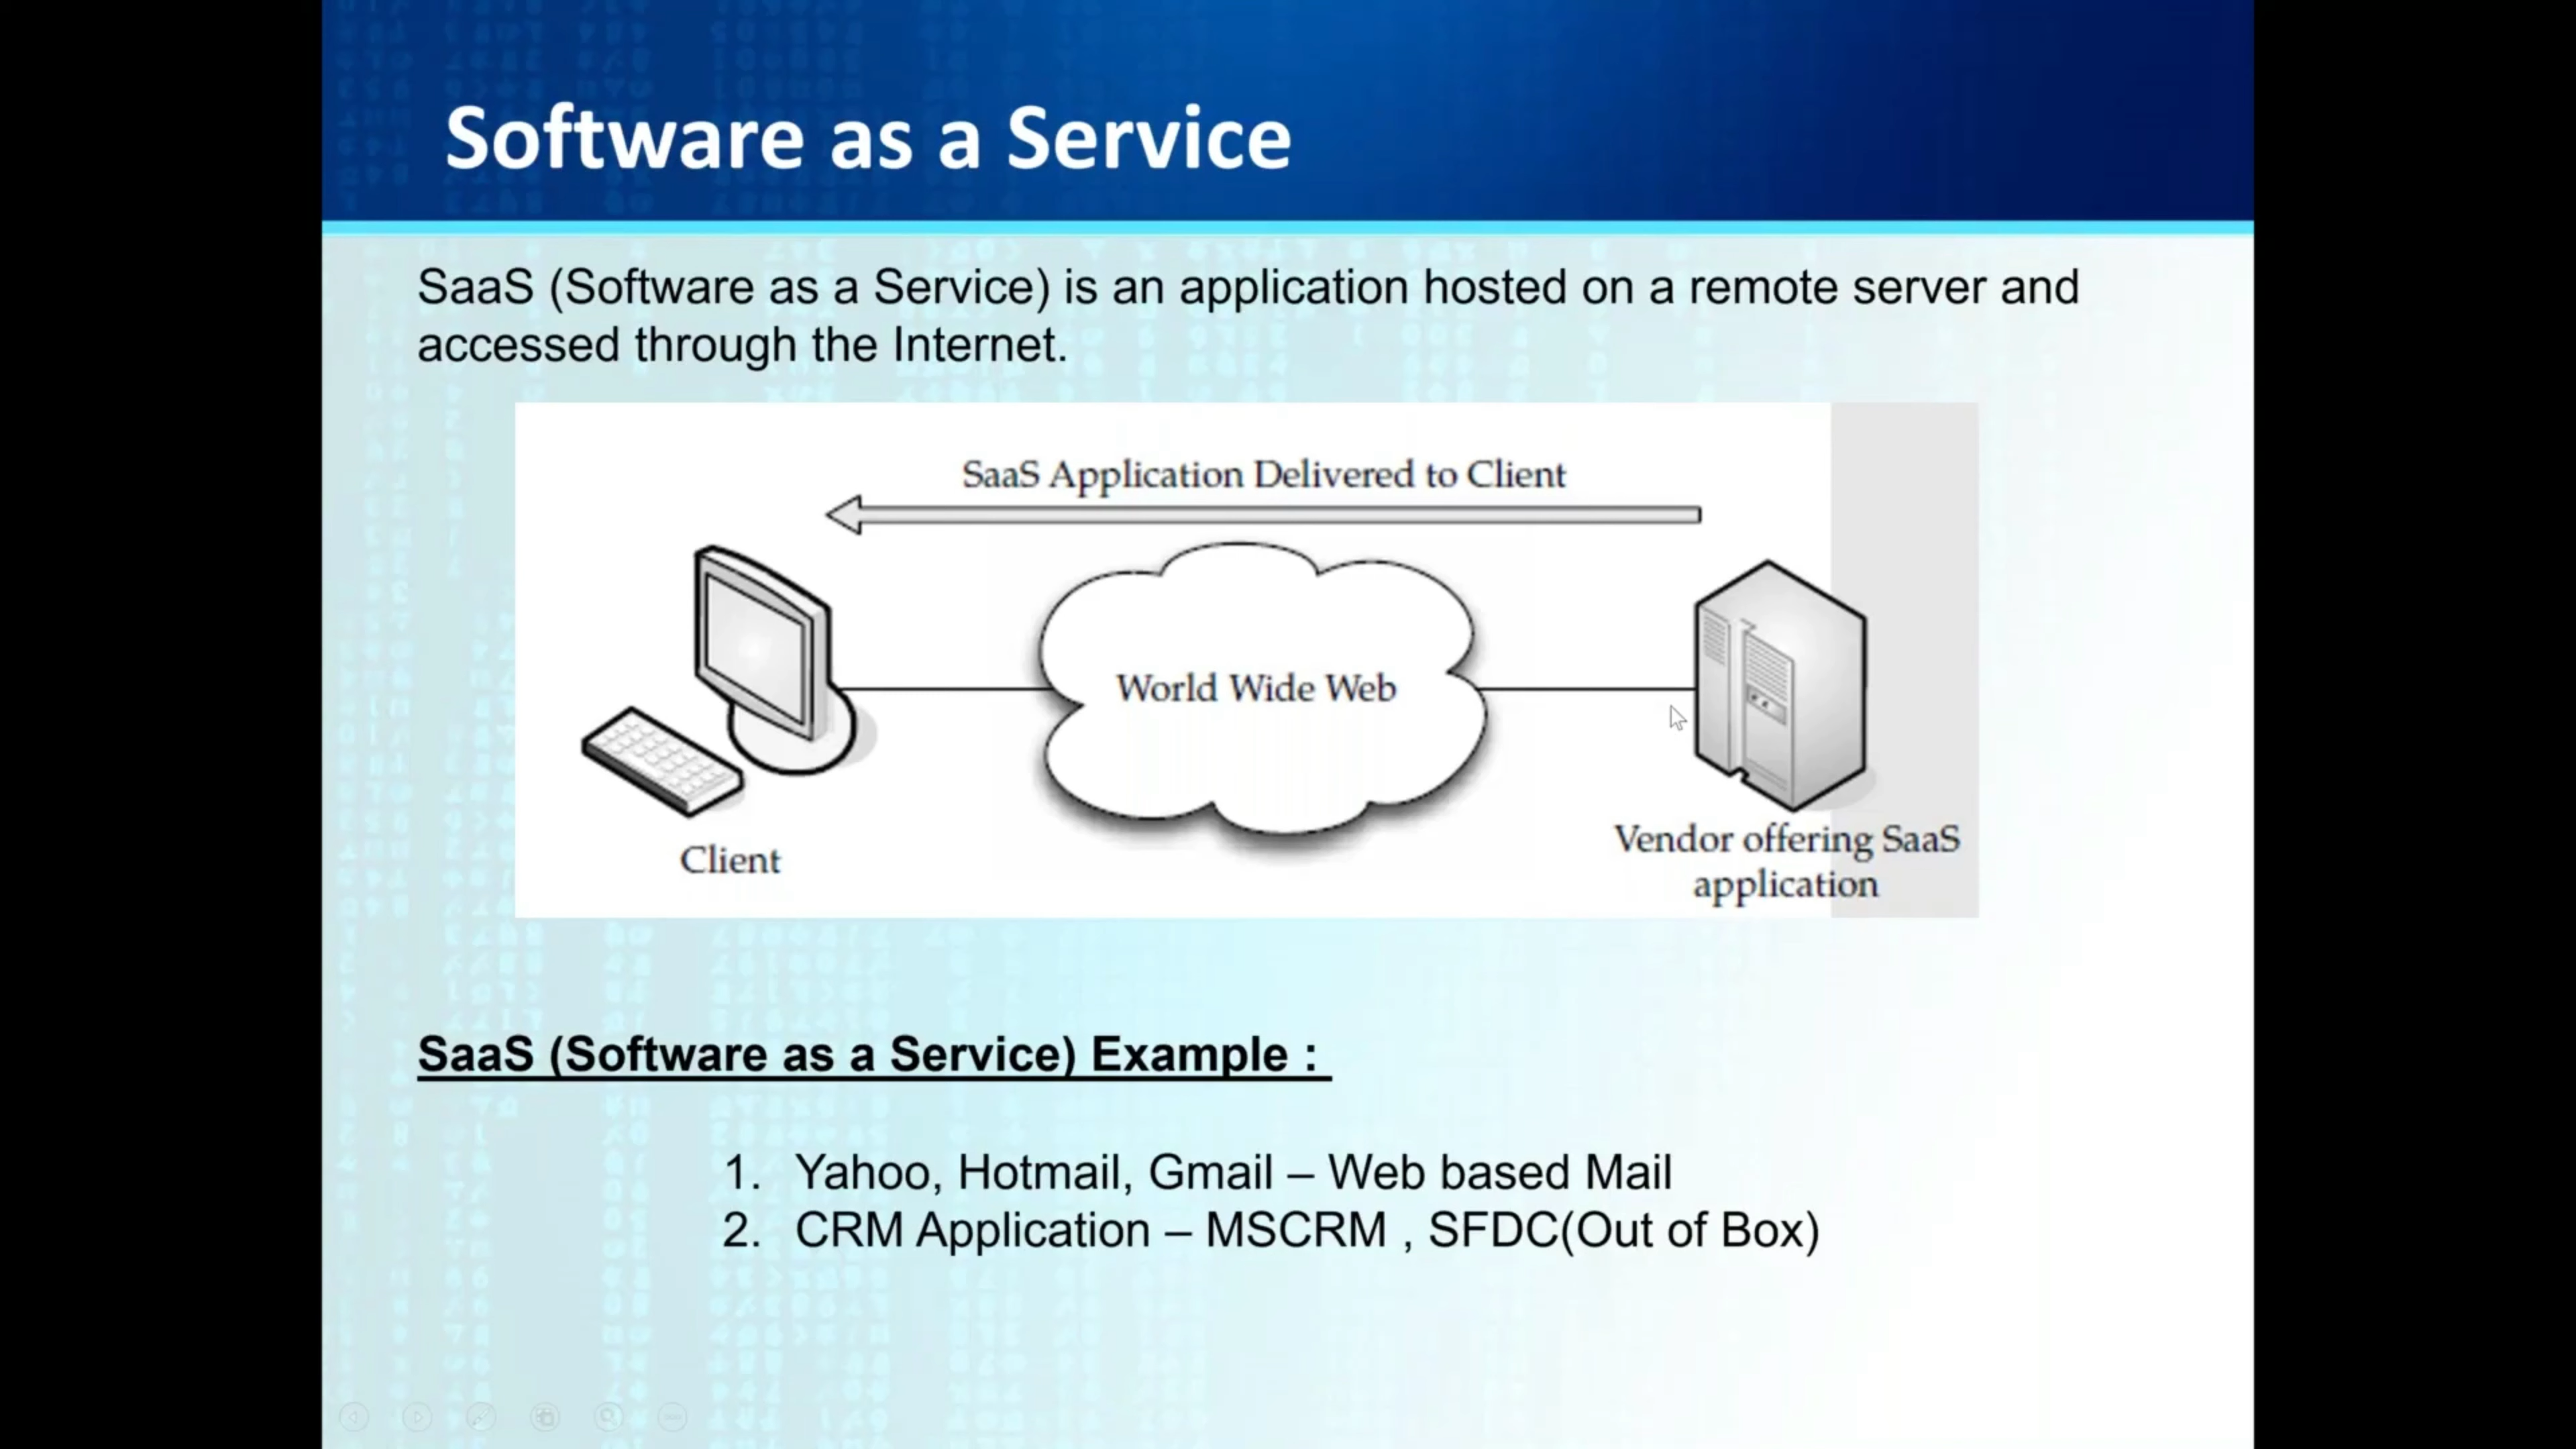 Software as a Service
SaaS (Software as a Service) is an application hosted on a remote server and
accessed through the Internet.
SaaS Application Delivered to Client
World Wide Web
Client
Vendor offering SaaS
application
SaaS (Software as a Service) Example :
1. Yahoo, Hotmail, Gmail – Web based Mail
2. CRM Application – MSCRM , SFDC(Out of Box)